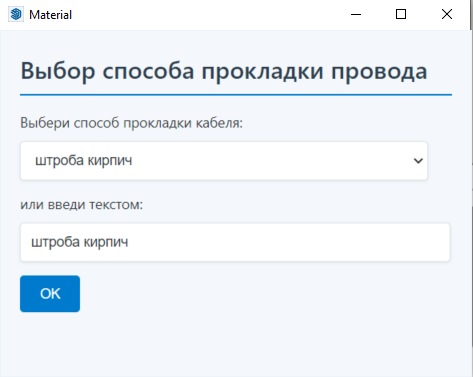 Material
Выбор способа прокладки провода
Выбери способ прокладки кабеля:
штроба кирпич
или введи текстом:
штроба кирпич
OK